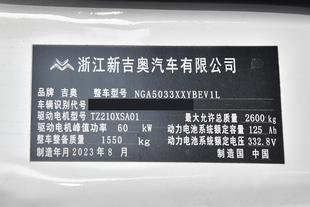 浙江新吉奥汽车有限公司
品牌 吉奥 整车型号 NGA5033XXYBEV1L
车辆识别代号
驱动电机型号 TZ210XSA01 最大允许总质量 2600 kg
驱动电机峰值功率 60 kW 动力电池系统额定容量 125 Ah
整车整备质量 1550 kg 动力电池系统额定电压 332.8V
制造年月 2023年8月 制造国 中国